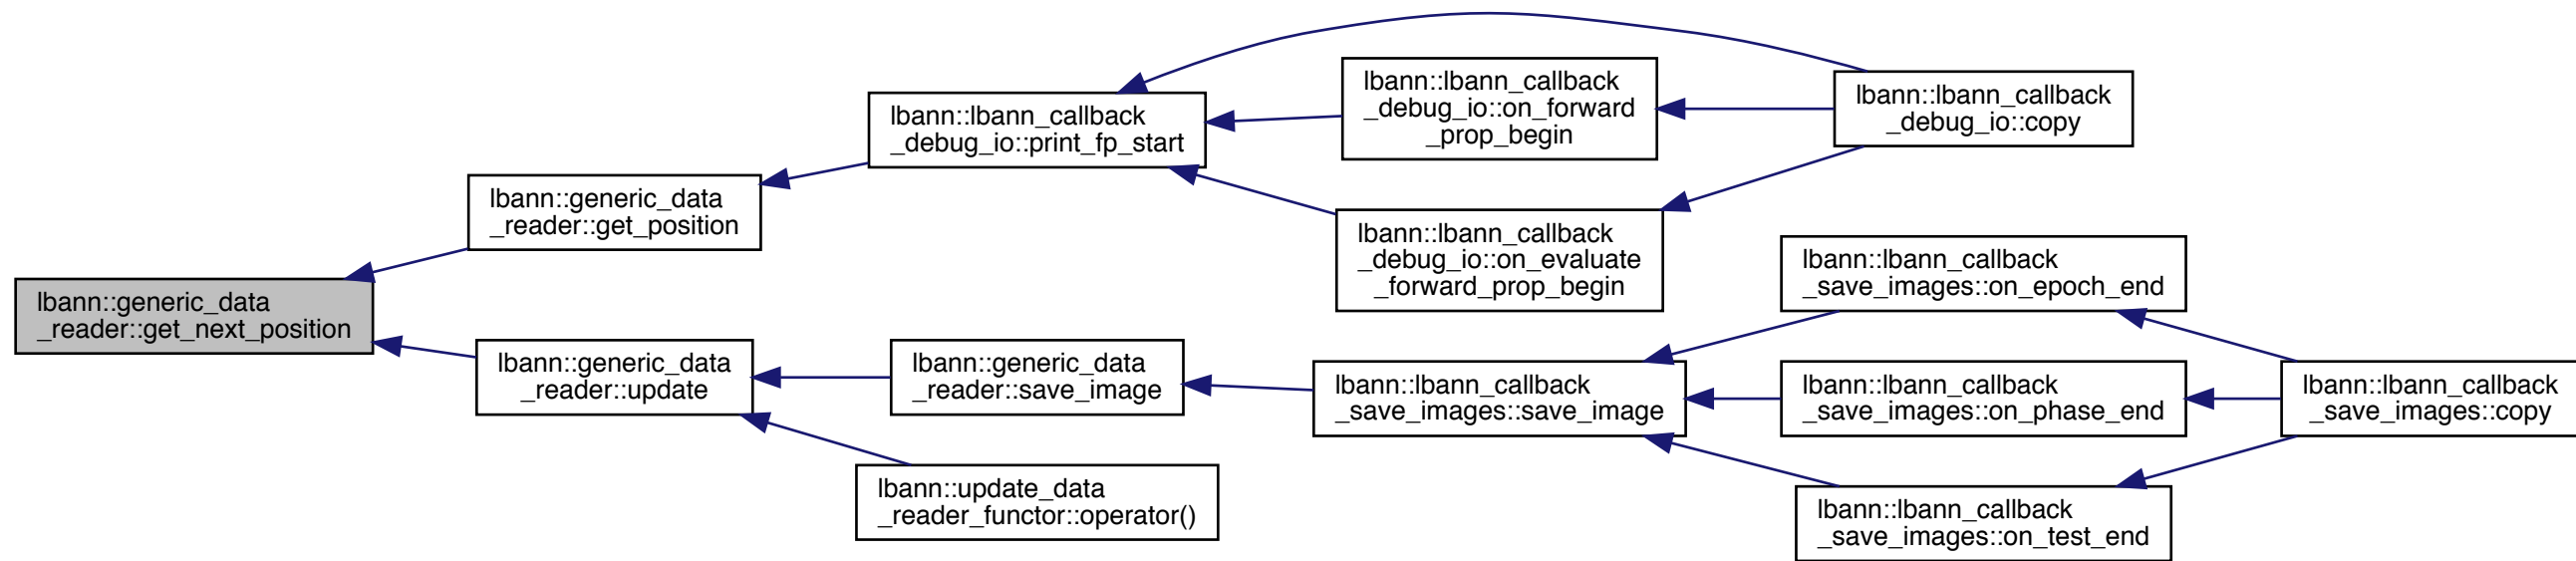 lbann::generic_data
_reader::get_next_position
lbann::generic_data
_reader::get_position
lbann::generic_data
_reader::update
lbann::lbann_callback
_debug_io::print_fp_start
lbann::generic_data
_reader::save_image
lbann::update_data
_reader_functor::operator()
lbann::lbann_callback
_debug_io::on_forward
_prop_begin
lbann::lbann_callback
_debug_io::on_evaluate
_forward_prop_begin
lbann::lbann_callback
_save_images::save_image
lbann::lbann_callback
_debug_io::copy
lbann::lbann_callback
_save_images::on_epoch_end
lbann::lbann_callback
_save_images::on_phase_end
lbann::lbann_callback
_save_images::on_test_end
lbann::lbann_callback
_save_images::copy